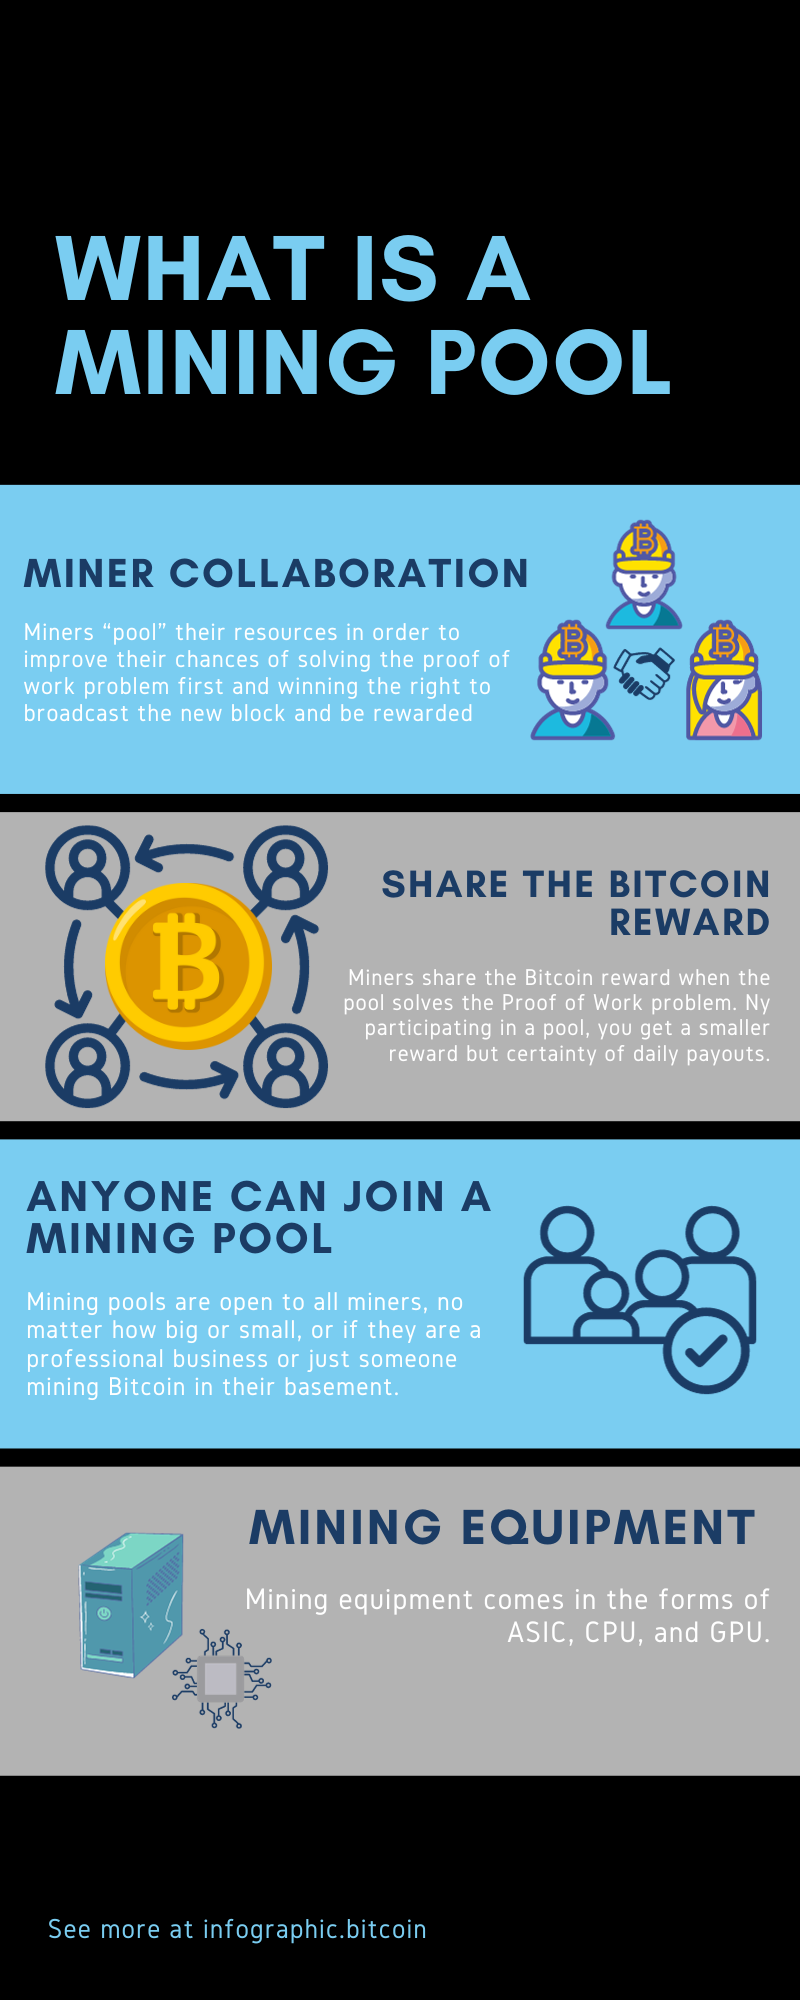 WHAT IS A
MINING POOL
MINER COLLABORATION
Miners “pool” their resources in order to
improve their chances of solving the proof of
work problem first and winning the right to
broadcast the new block and be rewarded
SHARE THE BITCOIN
REWARD
Miners share the Bitcoin reward when the
pool solves the Proof of Work problem. Ny
participating in a pool, you get a smaller
reward but certainty of daily payouts.
ANYONE CAN JOIN A
MINING POOL
Mining pools are open to all miners, no
matter how big or small, or if they are a
professional business or just someone
mining Bitcoin in their basement.
MINING EQUIPMENT
Mining equipment comes in the forms of
ASIC, CPU, and GPU.
See more at infographic.bitcoin